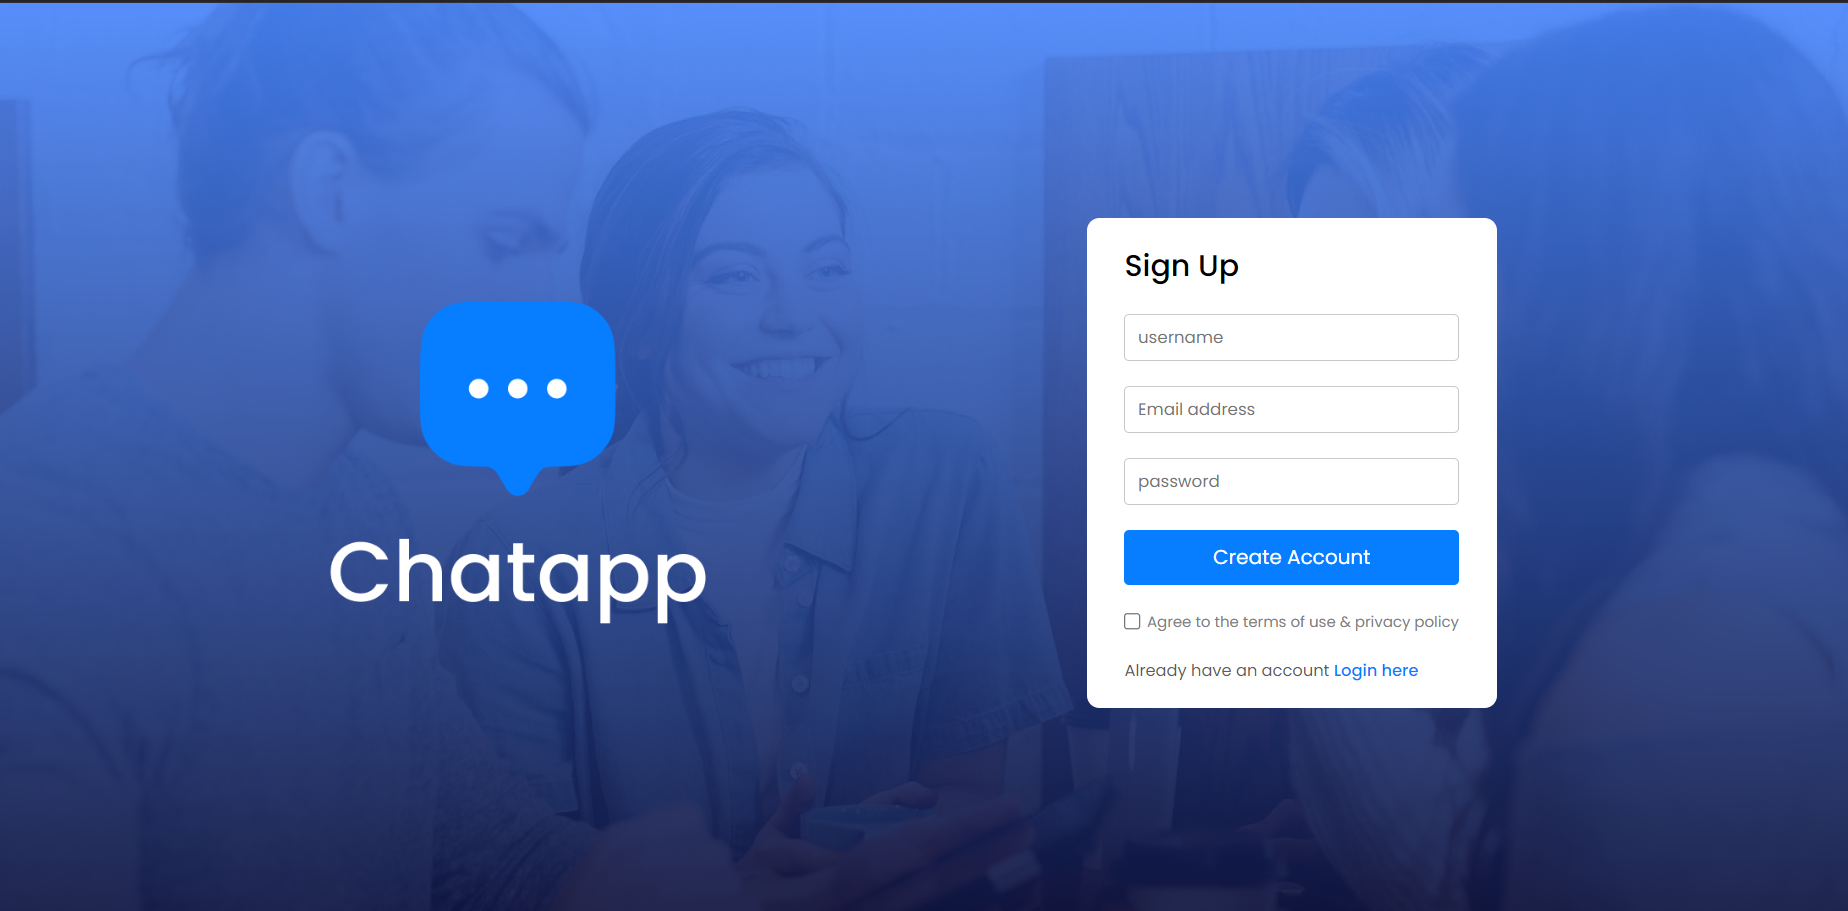 Chatapp
Sign Up
username
Email address
password
Create Account
Agree to the terms of use & privacy policy
Already have an account Login here